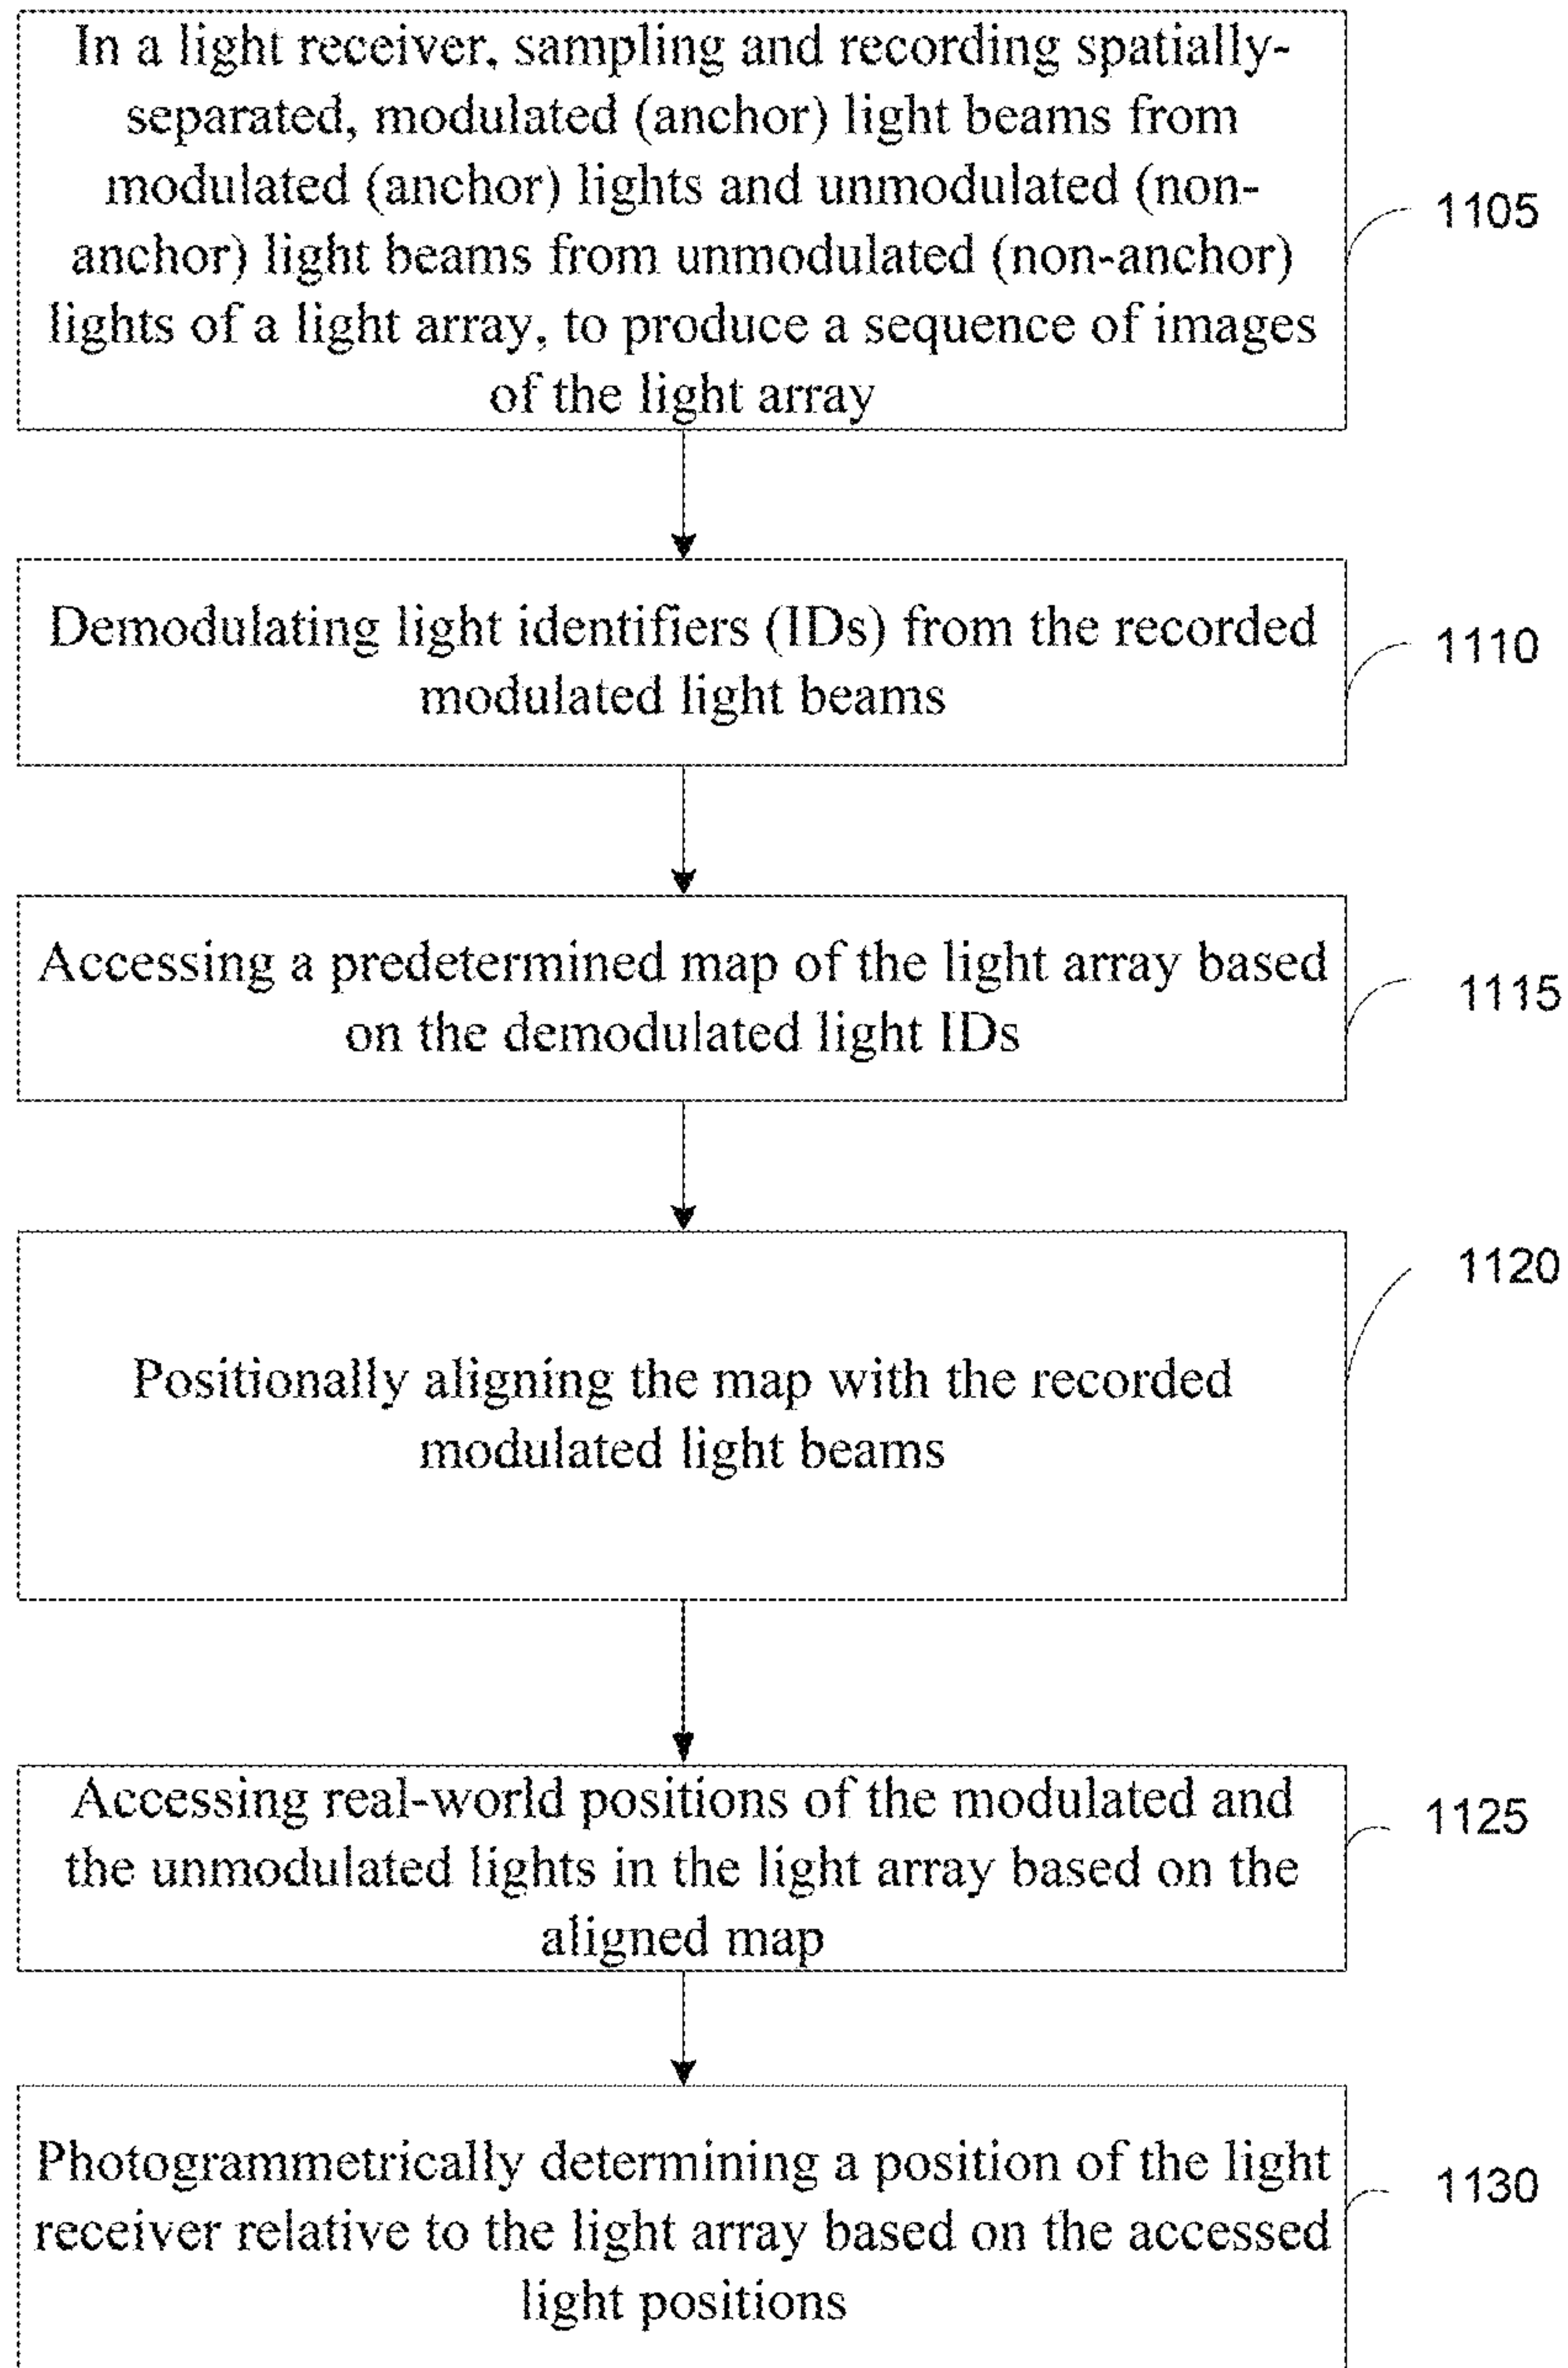 In a light receiver, sampling and recording spatially-
separated, modulated (anchor) light beams from
modulated (anchor) lights and unmodulated (non-
anchor) light beams from unmodulated (non-anchor)
lights of a light array, to produce a sequence of images
of the light array
1105
Demodulating light identifiers (IDs) from the recorded
modulated light beams
1110
Accessing a predetermined map of the light array based
on the demodulated light IDs
1115
Positionally aligning the map with the recorded
modulated light beams
1120
Accessing real-world positions of the modulated and
the unmodulated lights in the light array based on the
aligned map
1125
Photogrammetrically determining a position of the light
receiver relative to the light array based on the accessed
light positions
1130